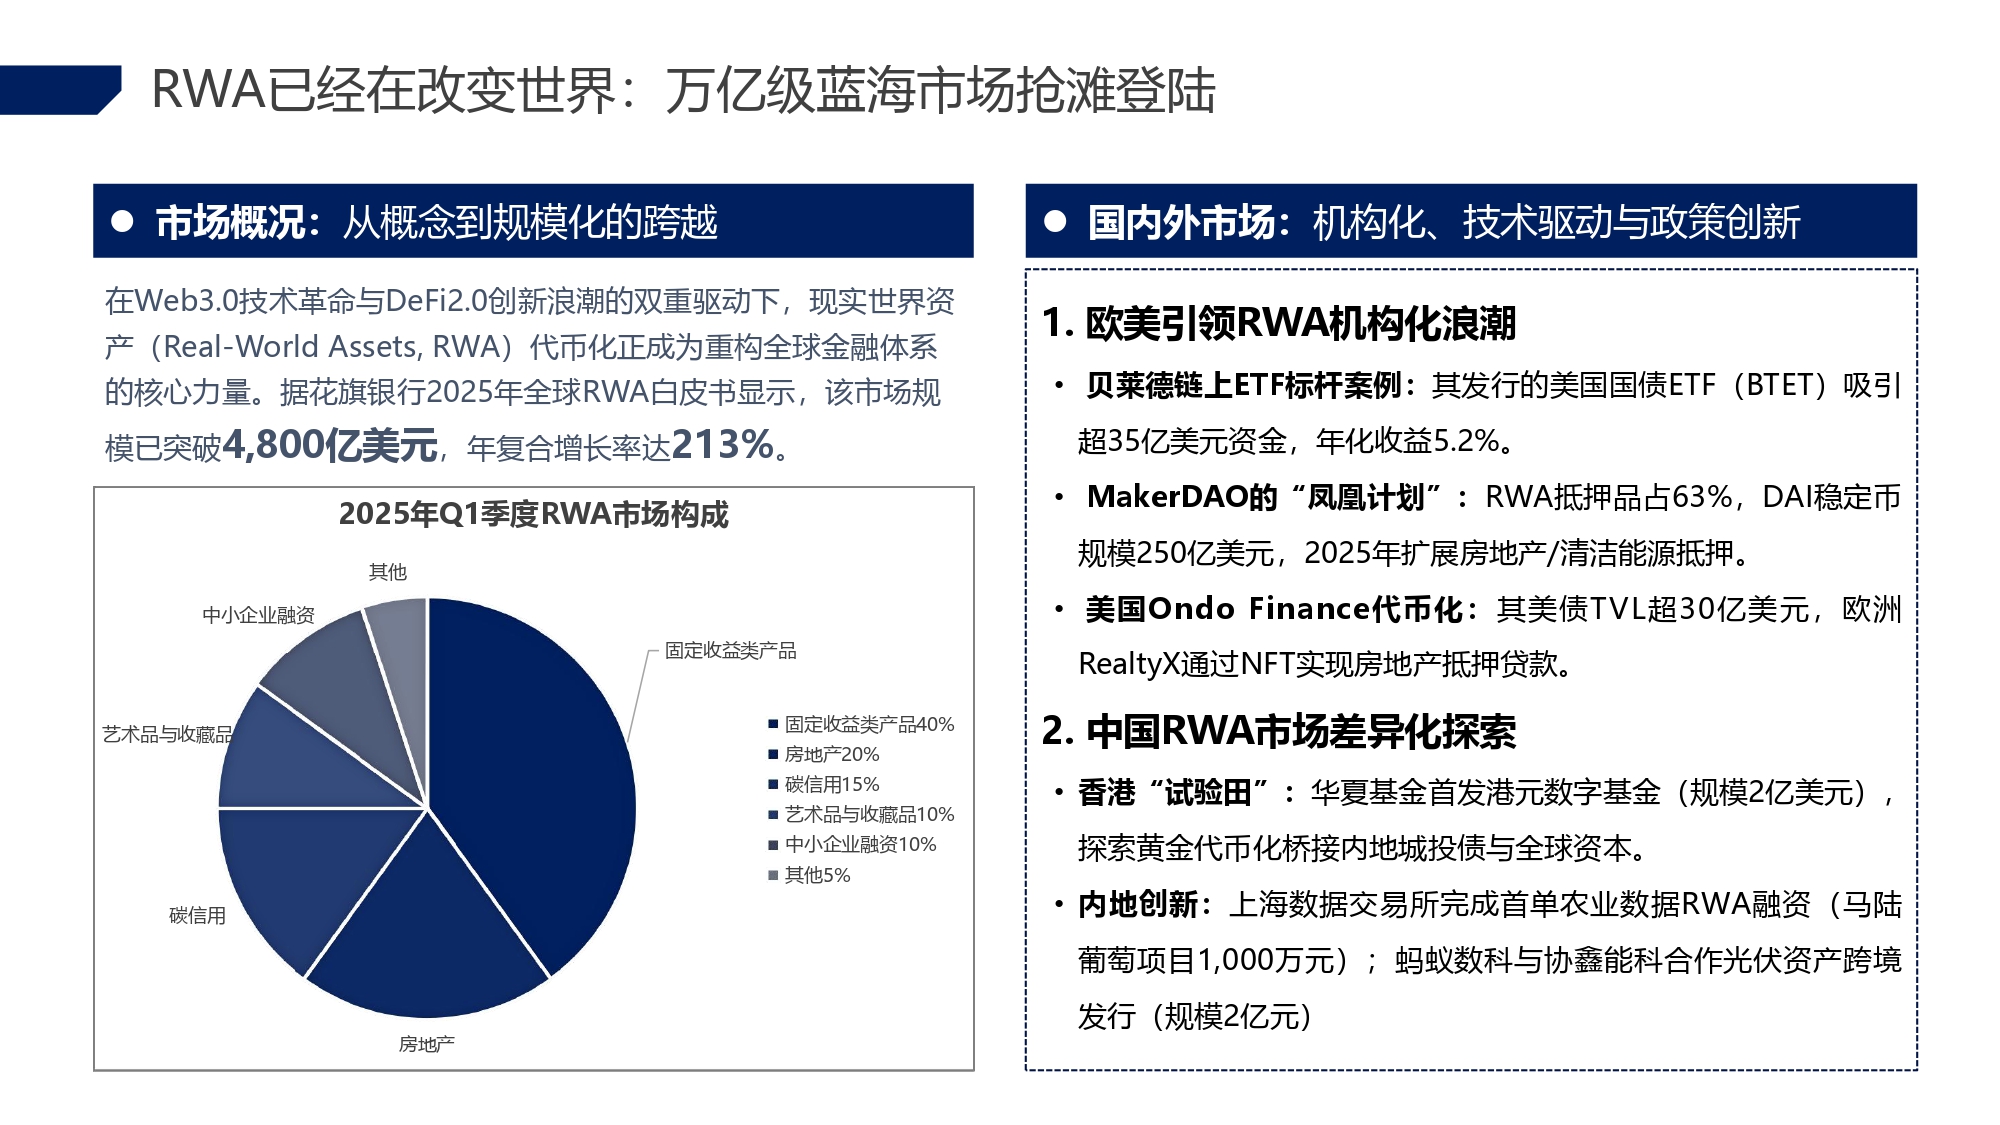 RWA已经在改变世界：万亿级蓝海市场抢滩登陆
● 市场概况：从概念到规模化的跨越
在Web3.0技术革命与DeFi2.0创新浪潮的双重驱动下，现实世界资
产（Real-World Assets, RWA）代币化正成为重构全球金融体系
的核心力量。据花旗银行2025年全球RWA白皮书显示，该市场规
模已突破4,800亿美元，年复合增长率达213%。
2025年Q1季度RWA市场构成
其他
中小企业融资
固定收益类产品
艺术品与收藏品
碳信用
房地产
固定收益类产品40%
房地产20%
碳信用15%
艺术品与收藏品10%
中小企业融资10%
其他5%
● 国内外市场：机构化、技术驱动与政策创新
1. 欧美引领RWA机构化浪潮
• 贝莱德链上ETF标杆案例：其发行的美国国债ETF（BTET）吸引
超35亿美元资金，年化收益5.2%。
• MakerDAO的“凤凰计划”：RWA抵押品占63%，DAI稳定币
规模250亿美元，2025年扩展房地产/清洁能源抵押。
• 美国Ondo Finance代币化：其美债TVL超30亿美元，欧洲
RealtyX通过NFT实现房地产抵押贷款。
2. 中国RWA市场差异化探索
• 香港“试验田”：华夏基金首发港元数字基金（规模2亿美元），
探索黄金代币化桥接内地城投债与全球资本。
• 内地创新：上海数据交易所完成首单农业数据RWA融资（马陆
葡萄项目1,000万元）；蚂蚁数科与协鑫能科合作光伏资产跨境
发行（规模2亿元）